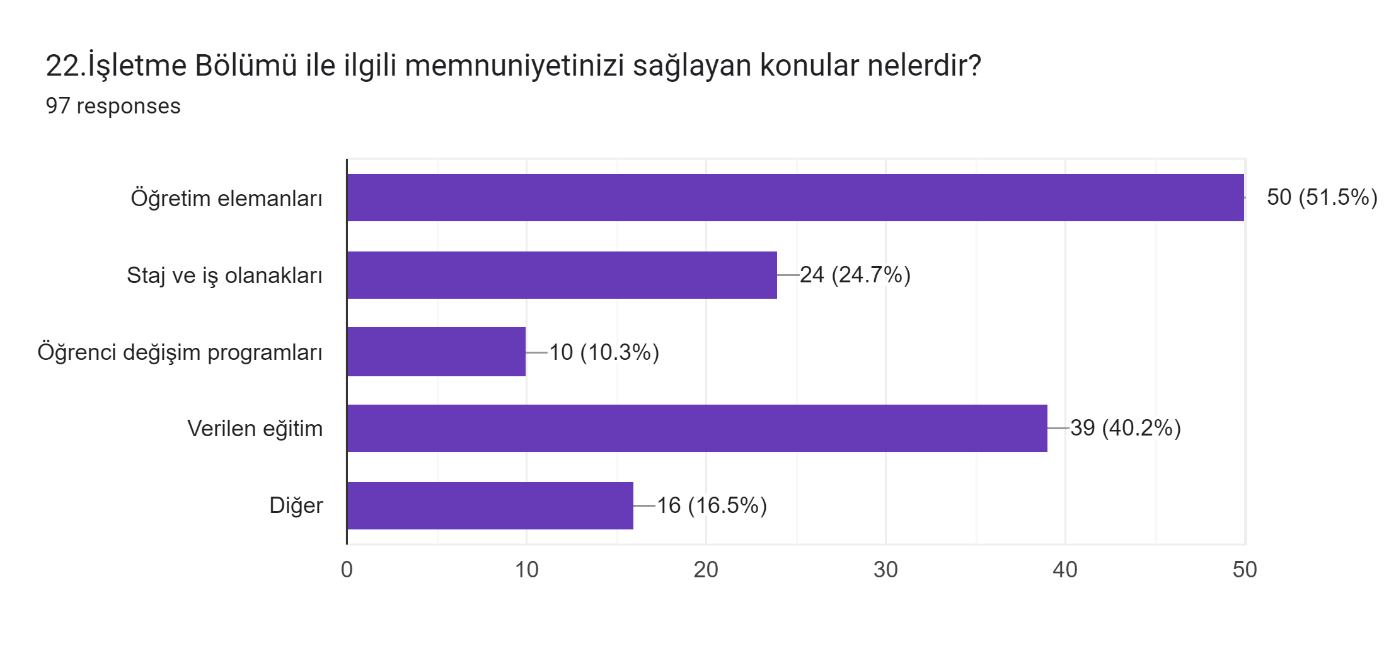 22.İşletme Bölümü ile ilgili memnuniyetinizi sağlayan konular nelerdir?
97 responses
Öğretim elemanları 50 (51.5%)
Staj ve iş olanakları 24 (24.7%)
Öğrenci değişim programları 10 (10.3%)
Verilen eğitim 39 (40.2%)
Diğer 16 (16.5%)
0 10 20 30 40 50